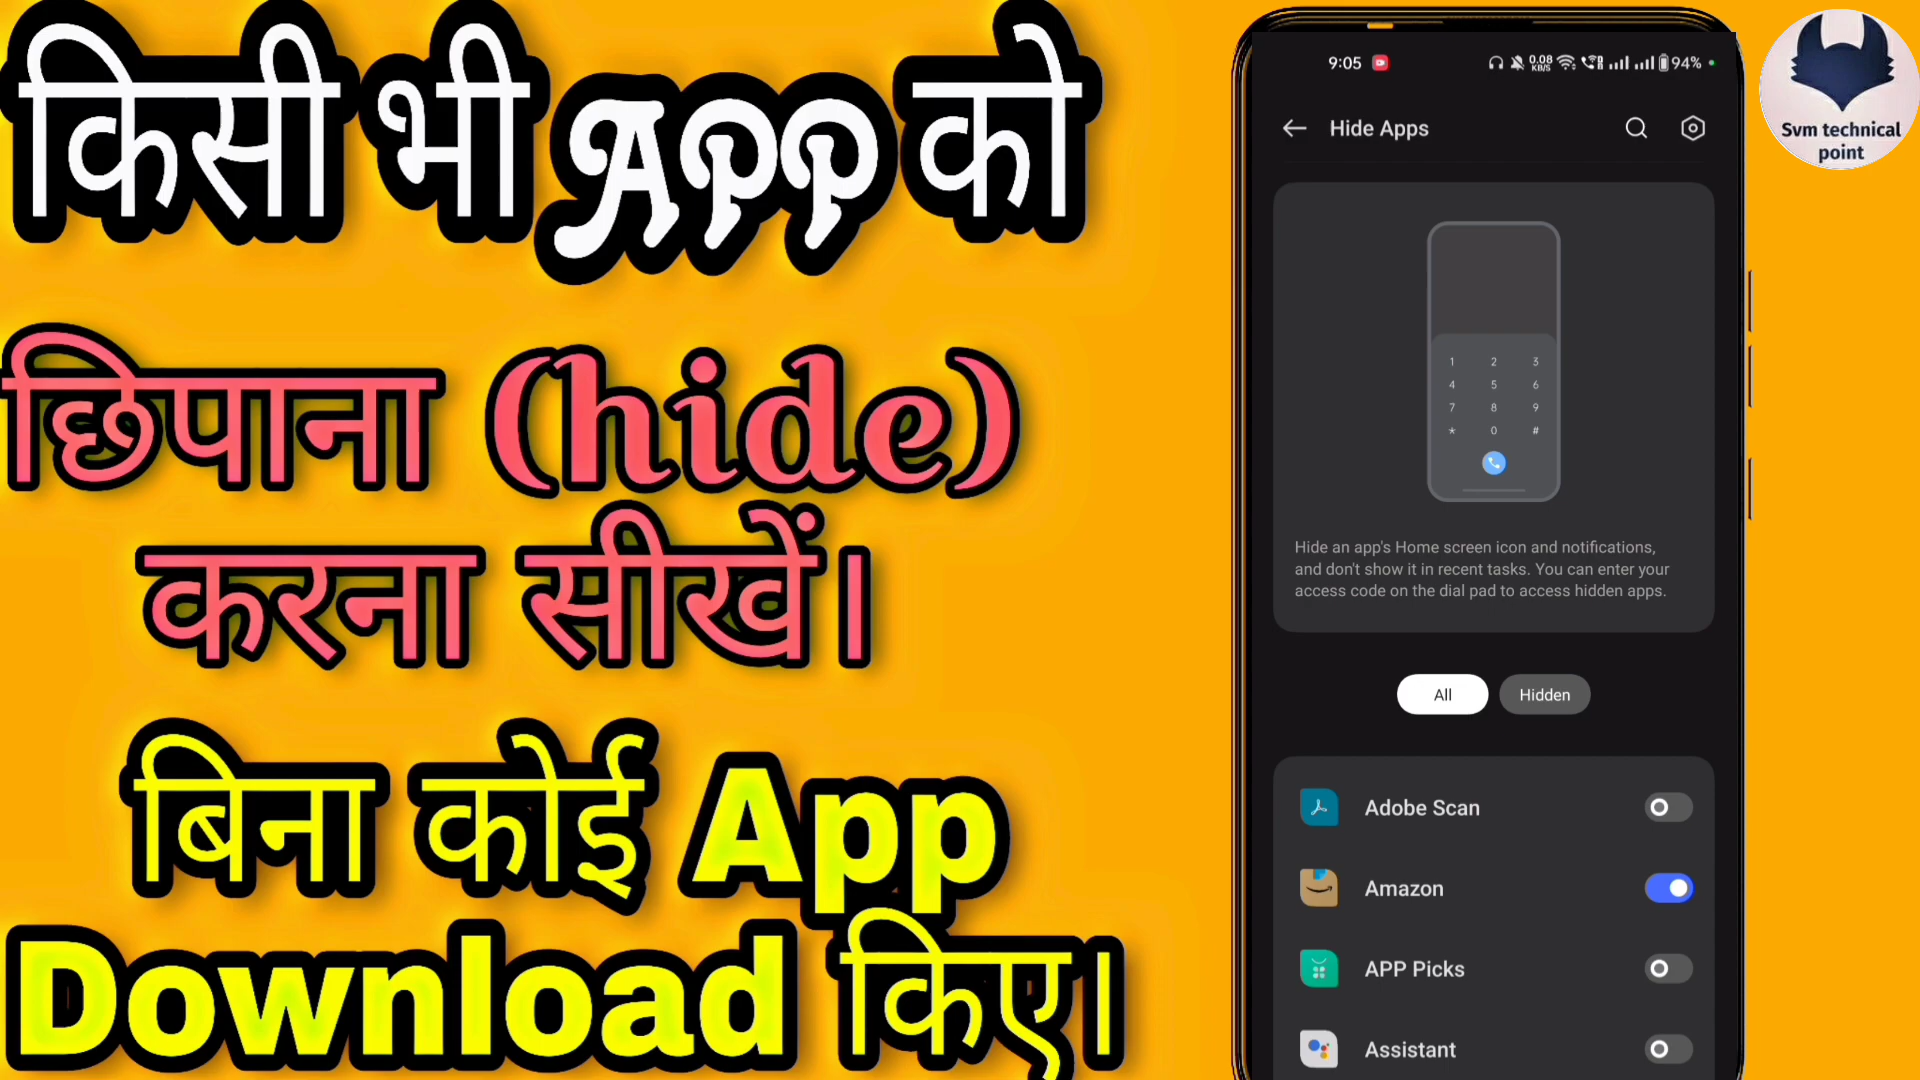 किसी भी APP को
छिपाना (hide)
करना सीखें।
बिना कोई App
Download किए।
9:05
0.08
KB/S
94%
Hide Apps
1 2 3
4 5 6
7 8 9
* 0 #
Hide an app's Home screen icon and notifications,
and don't show it in recent tasks. You can enter your
access code on the dial pad to access hidden apps.
All Hidden
Adobe Scan
Amazon
APP Picks
Assistant
Svm technical
point